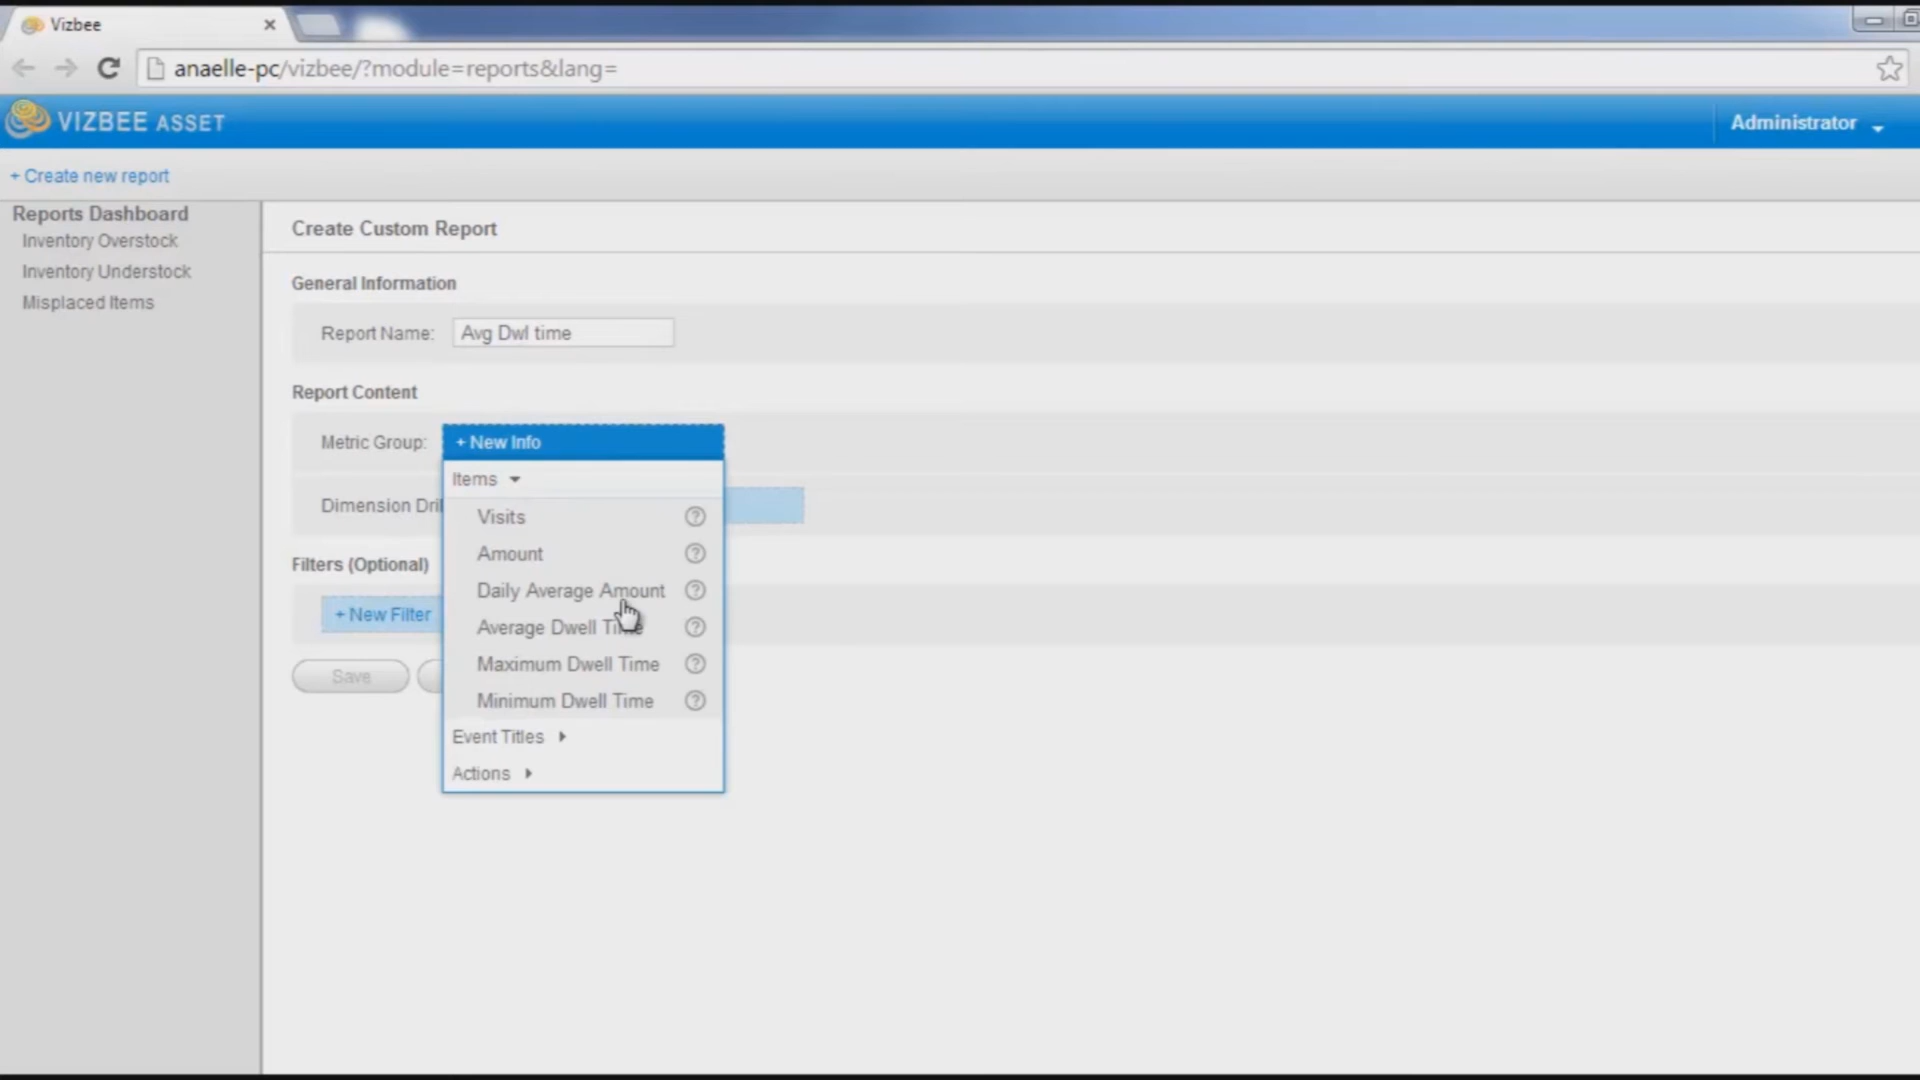 Vizbee
anaelle-pc/vizbee/?module=reports&lang=
VIZBEE ASSET
Administrator
+ Create new report
Reports Dashboard
Inventory Overstock
Inventory Understock
Misplaced Items
Create Custom Report
General Information
Report Name: Avg Dwl time
Report Content
Metric Group: + New Info
Items
Dimension
Visits
Amount
Daily Average Amount
Average Dwell Time
Maximum Dwell Time
Minimum Dwell Time
Event Titles
Actions
Filters (Optional)
+ New Filter
Save